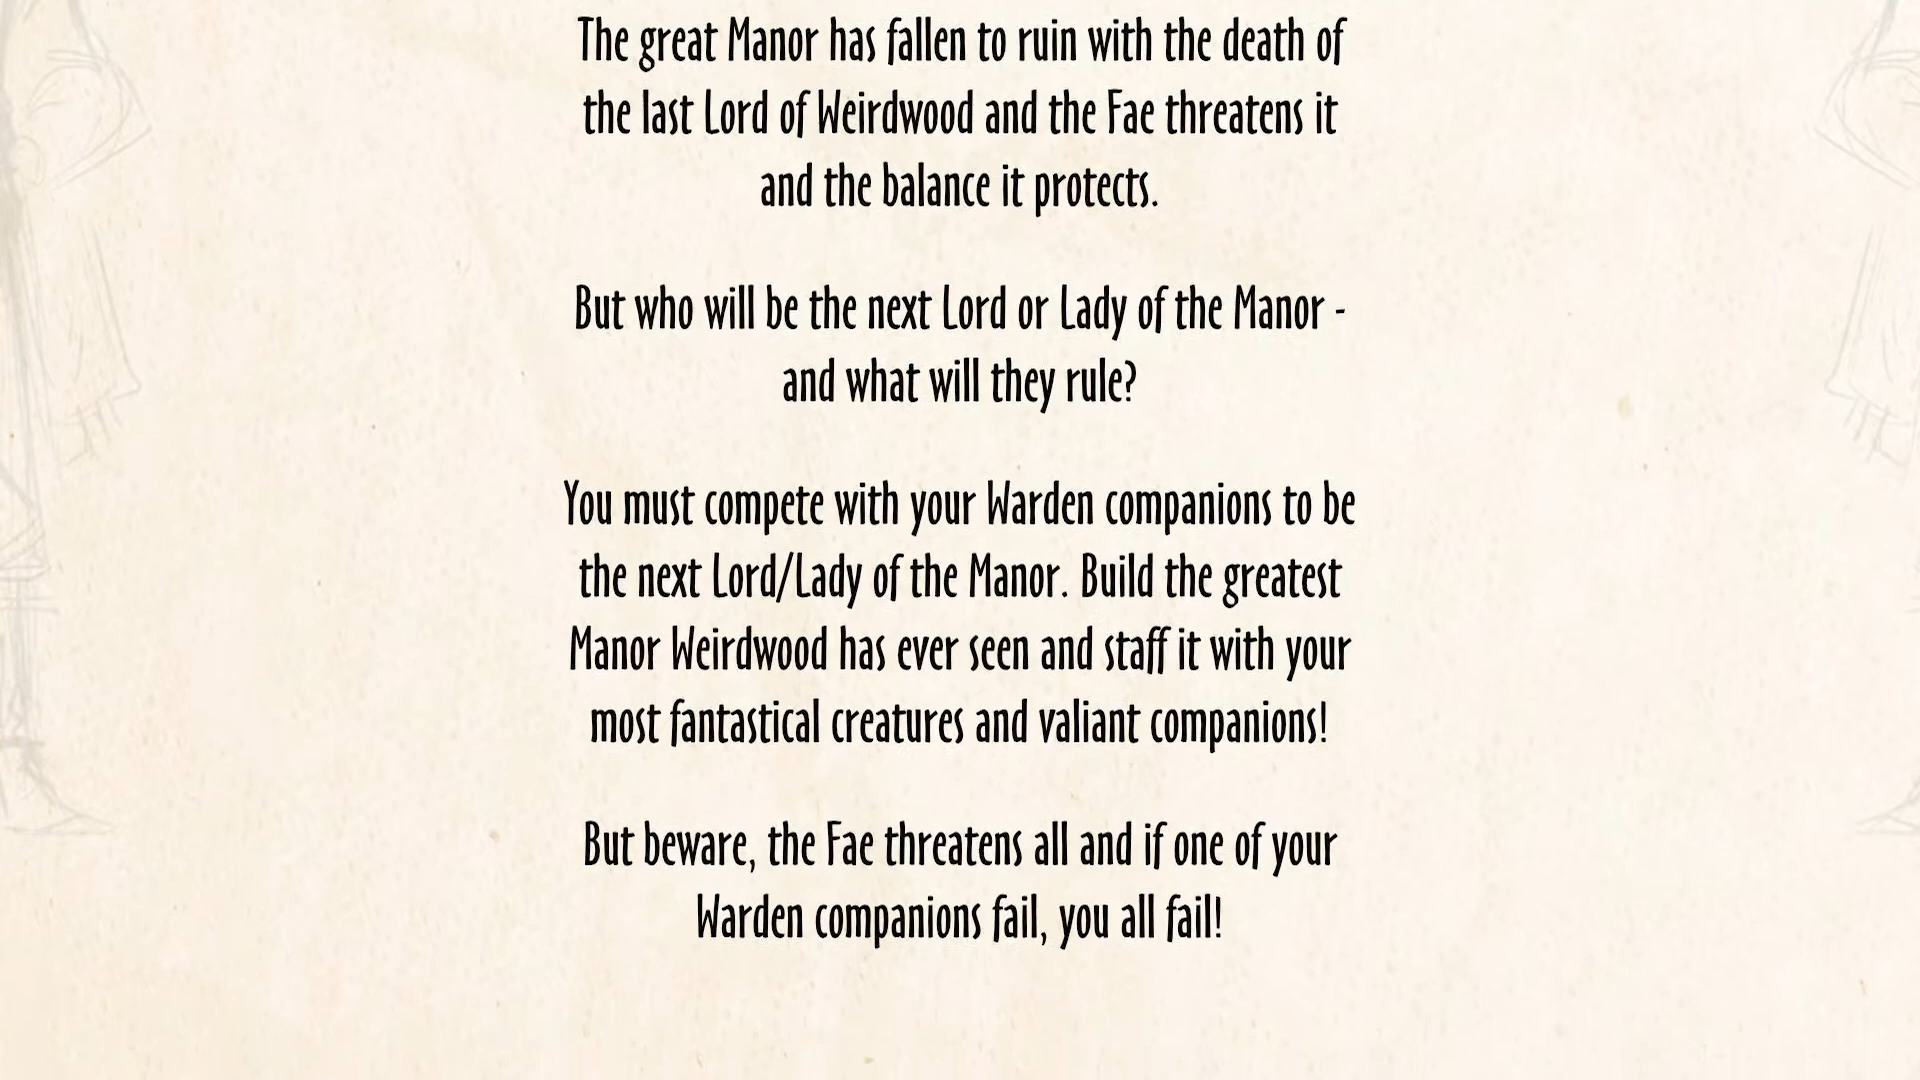 The great Manor has fallen to ruin with the death of
the last Lord of Weirdwood and the Fae threatens it
and the balance it protects.
But who will be the next Lord or Lady of the Manor -
and what will they rule?
You must compete with your Warden companions to be
the next Lord/Lady of the Manor. Build the greatest
Manor Weirdwood has ever seen and staff it with your
most fantastical creatures and valiant companions!
But beware, the Fae threatens all and if one of your
Warden companions fail, you all fail!